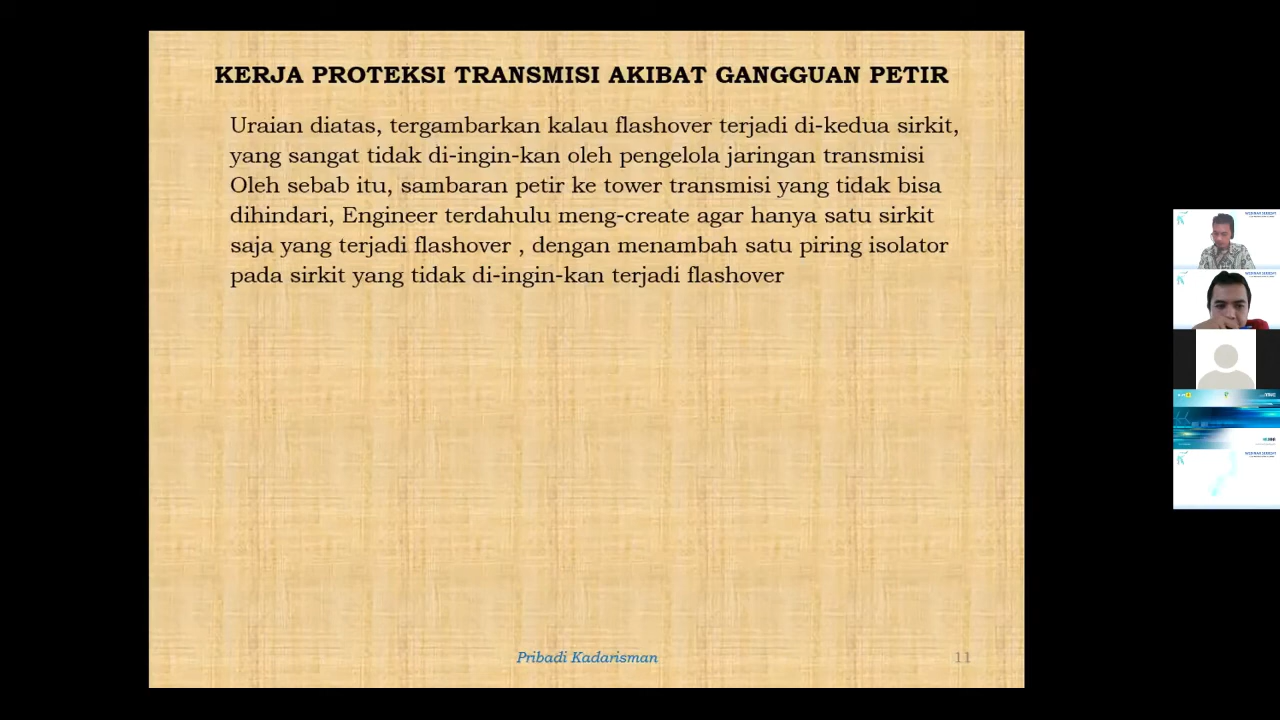 KERJA PROTEKSI TRANSMISI AKIBAT GANGGUAN PETIR
Uraian diatas, tergambarkan kalau flashover terjadi di-kedua sirkit,
yang sangat tidak di-ingin-kan oleh pengelola jaringan transmisi
Oleh sebab itu, sambaran petir ke tower transmisi yang tidak bisa
dihindari, Engineer terdahulu meng-create agar hanya satu sirkit
saja yang terjadi flashover , dengan menambah satu piring isolator
pada sirkit yang tidak di-ingin-kan terjadi flashover
Pribadi Kadarisman
11